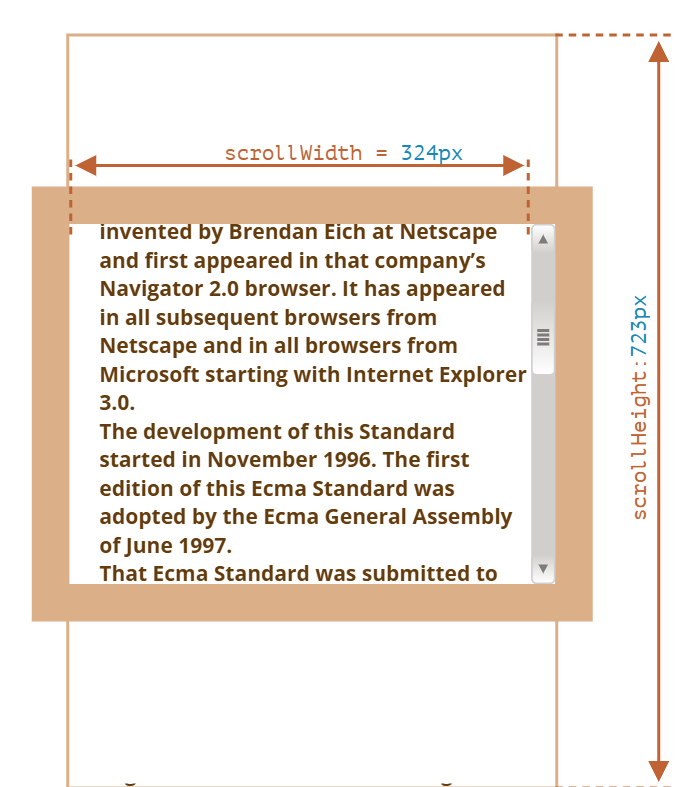 scrollWidth = 324px
invented by Brendan Eich at Netscape
and first appeared in that company’s
Navigator 2.0 browser. It has appeared
in all subsequent browsers from
Netscape and in all browsers from
Microsoft starting with Internet Explorer
3.0.
The development of this Standard
started in November 1996. The first
edition of this Ecma Standard was
adopted by the Ecma General Assembly
of June 1997.
That Ecma Standard was submitted to
scrollHeight:723px